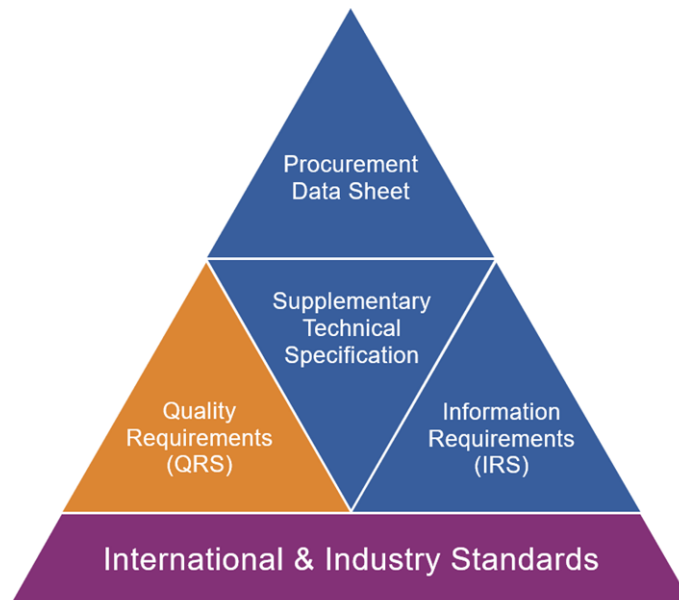 Procurement
Data Sheet
Supplementary
Technical
Specification
Quality
Requirements
(QRS)
Information
Requirements
(IRS)
International & Industry Standards